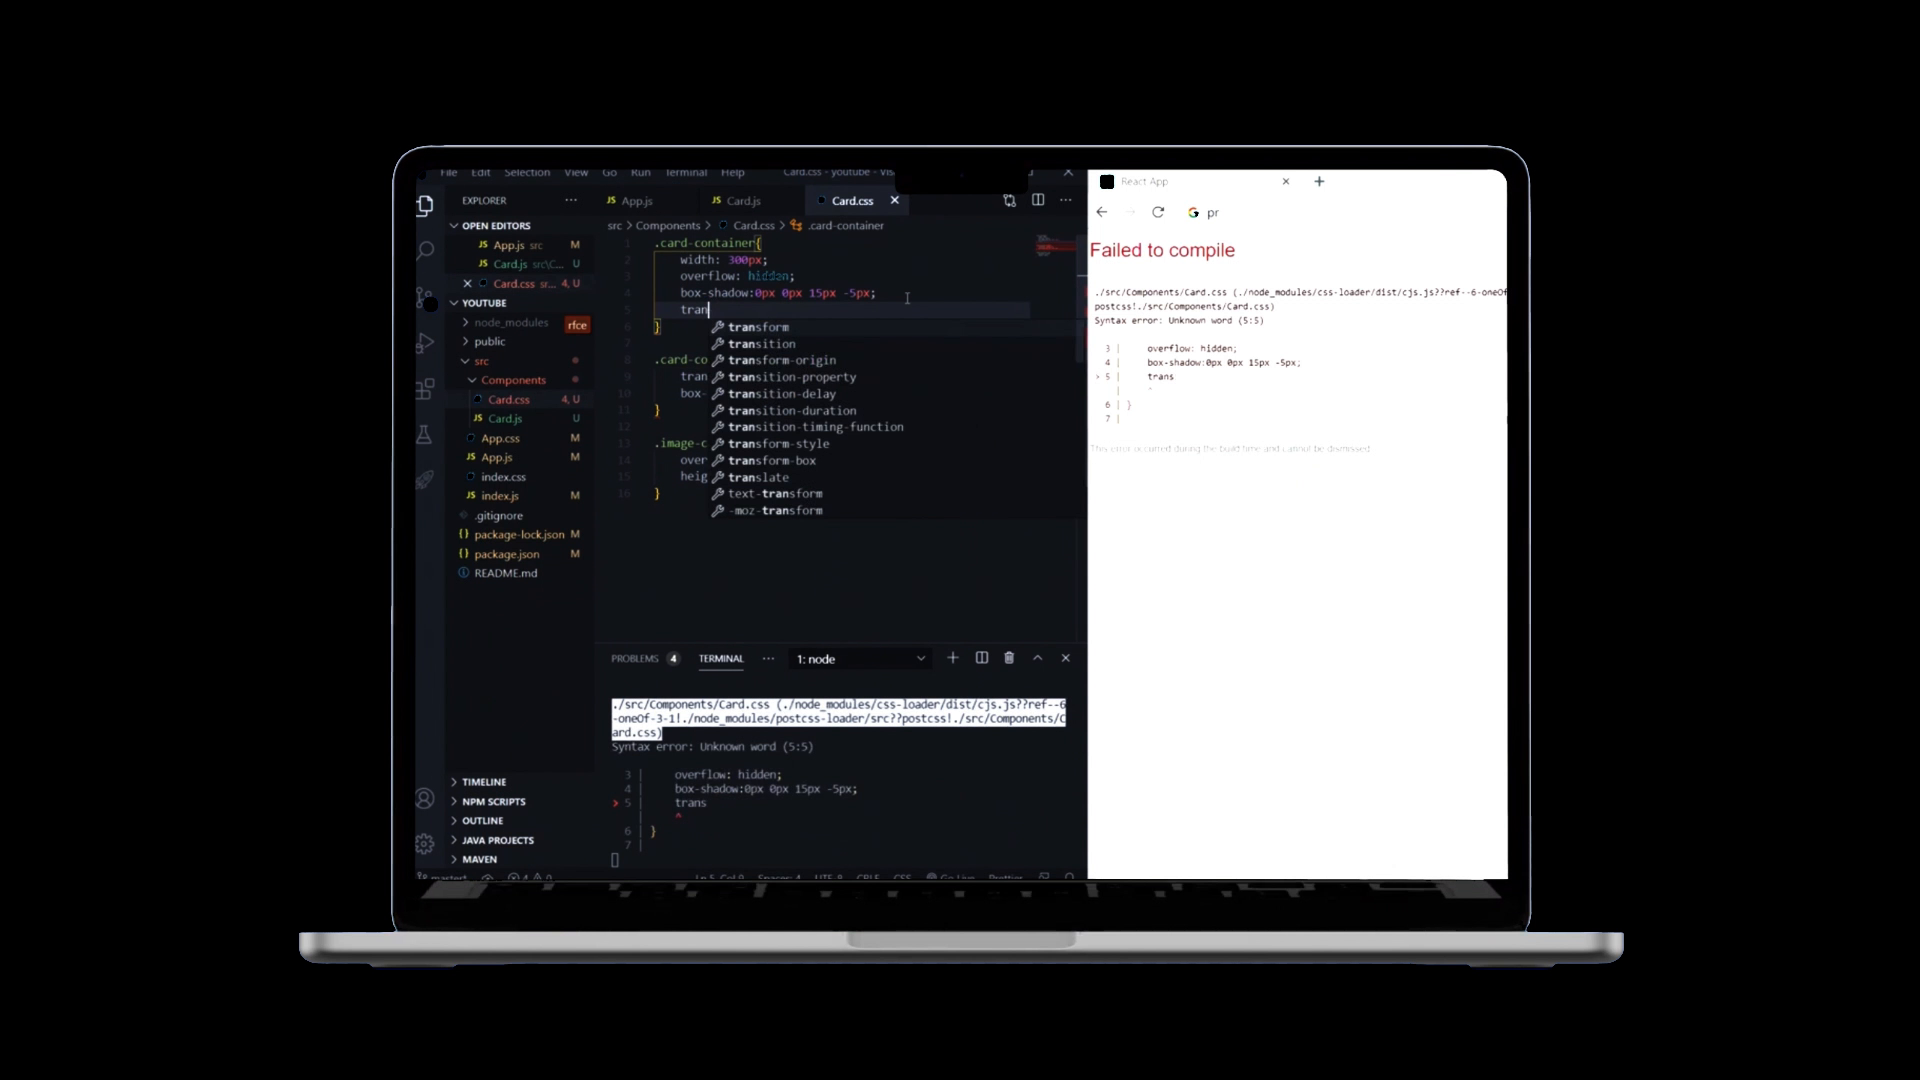 File Edit Selection View Go Run Terminal Help Card.css - youtube - Vis
EXPLORER
OPEN EDITORS
App.js src M
Card.js src\C... U
Card.css sr... 4, U
YOUTUBE
node_modules
rfce
public
src
Components
Card.css 4, U
Card.js U
App.css M
App.js M
index.css
index.js M
.gitignore
package-lock.json M
package.json M
README.md
TIMELINE
NPM SCRIPTS
OUTLINE
JAVA PROJECTS
MAVEN
JS App.js JS Card.js Card.css
src > Components > Card.css > .card-container
1 .card-container{
2 width: 300px;
3 overflow: hidden;
4 box-shadow:0px 0px 15px -5px;
5 tran
6 }
7
8 .card-co
9 tran
10 box-
11 }
12
13 .image-c
14 over
15 heig
16 }
transform
transition
transform-origin
transition-property
transition-delay
transition-duration
transition-timing-function
transform-style
transform-box
translate
text-transform
-moz-transform
PROBLEMS 4 TERMINAL ... 1: node
./src/Components/Card.css (./node_modules/css-loader/dist/cjs.js??ref--6
-oneOf-3-1!./node_modules/postcss-loader/src??postcss!./src/Components/C
ard.css)
Syntax error: Unknown word (5:5)
3 | overflow: hidden;
4 | box-shadow:0px 0px 15px -5px;
> 5 | trans
| ^
6 | }
7 |
React App
pr
Failed to compile
./src/Components/Card.css (./node_modules/css-loader/dist/cjs.js??ref--6-oneOf
postcss!./src/Components/Card.css)
Syntax error: Unknown word (5:5)
3 | overflow: hidden;
4 | box-shadow:0px 0px 15px -5px;
> 5 | trans
| ^
6 | }
7 |
This error occurred during the build time and cannot be dismissed.